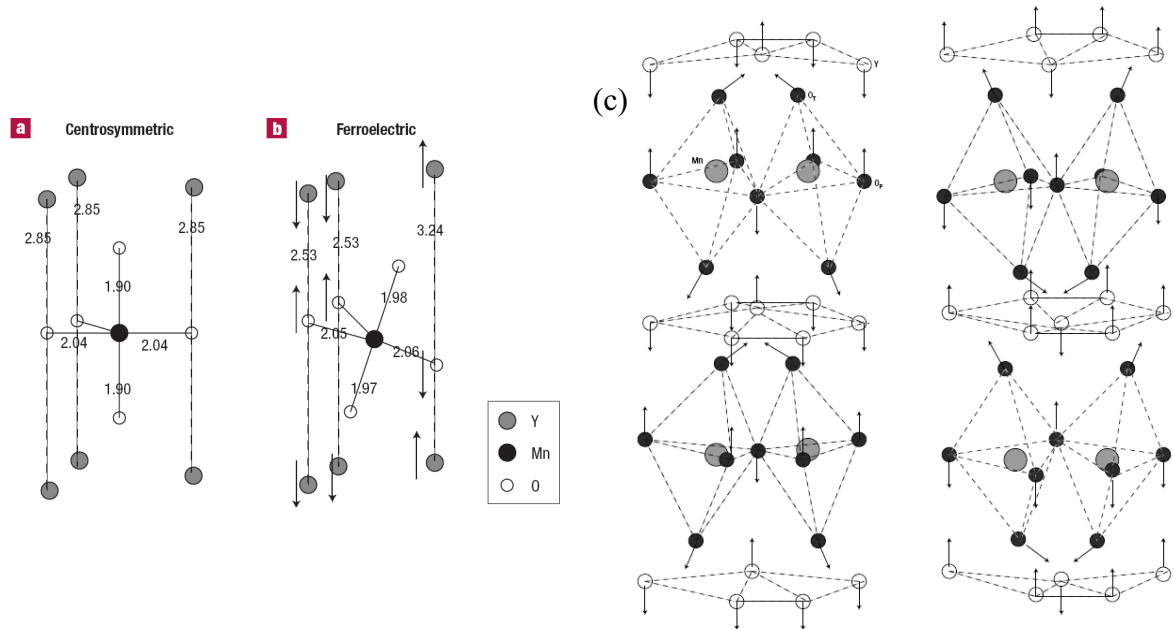 a Centrosymmetric
b Ferroelectric
2.85
2.85
2.85
1.90
2.04
2.04
1.90
2.53
2.53
3.24
1.98
2.05
2.06
1.97
Y
Mn
O
(c)
Y
O_T
Mn
O_P